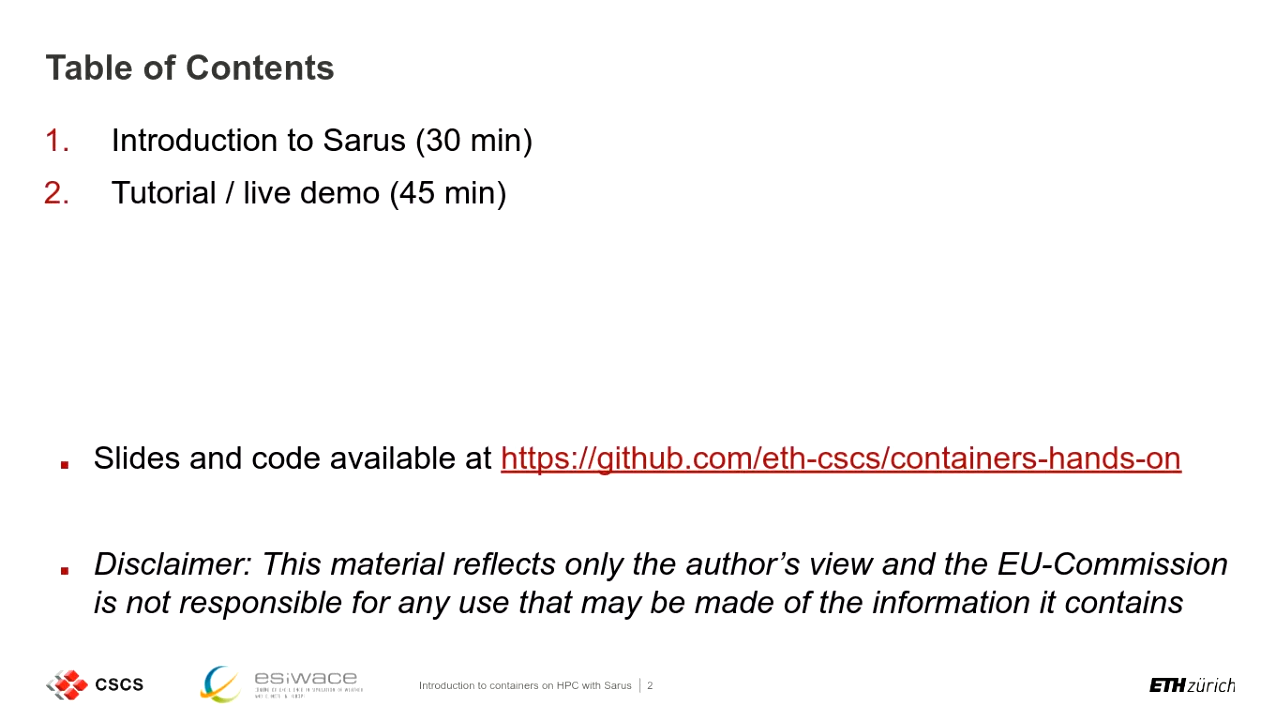 Table of Contents
1. Introduction to Sarus (30 min)
2. Tutorial / live demo (45 min)
▪ Slides and code available at https://github.com/eth-cscs/containers-hands-on
▪ Disclaimer: This material reflects only the author’s view and the EU-Commission
is not responsible for any use that may be made of the information it contains
CSCS
esiwace
Introduction to containers on HPC with Sarus | 2
ETH zürich